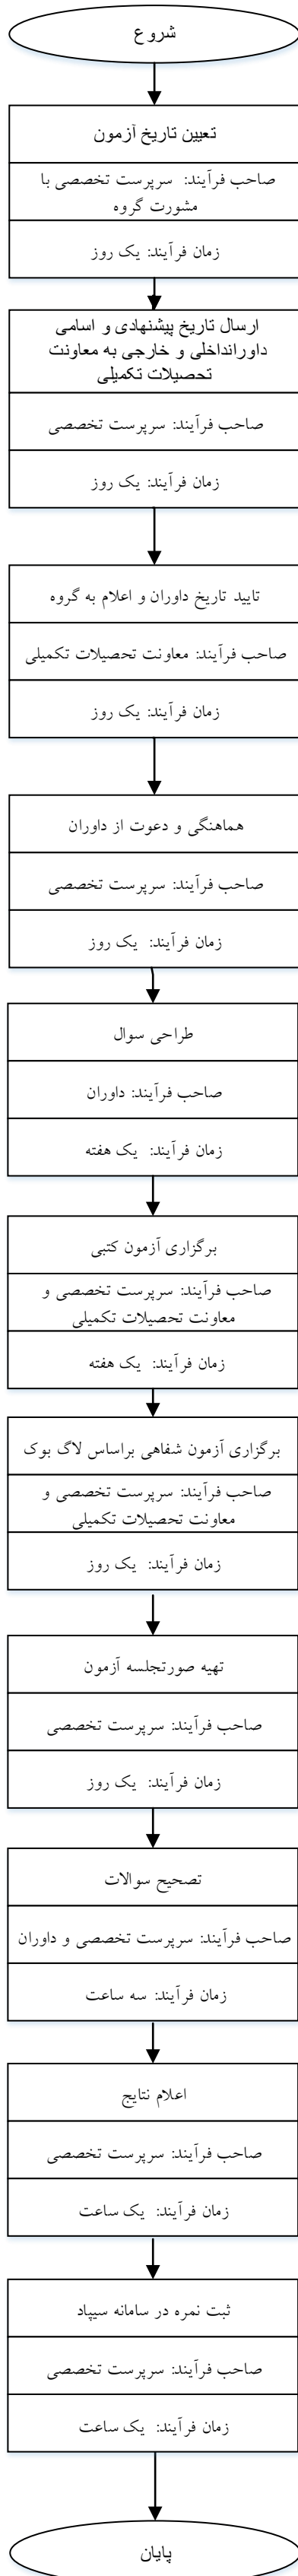 شروع
تعیین تاریخ آزمون
صاحب فرآیند: سرپرست تخصصی با
مشورت گروه
زمان فرآیند: یک روز
ارسال تاریخ پیشنهادی و اسامی
داورانداخلی و خارجی به معاونت
تحصیلات تکمیلی
صاحب فرآیند: سرپرست تخصصی
زمان فرآیند: یک روز
تایید تاریخ داوران و اعلام به گروه
صاحب فرآیند: معاونت تحصیلات تکمیلی
زمان فرآیند: یک روز
هماهنگی و دعوت از داوران
صاحب فرآیند: سرپرست تخصصی
زمان فرآیند: یک روز
طراحی سوال
صاحب فرآیند: داوران
زمان فرآیند: یک هفته
برگزاری آزمون کتبی
صاحب فرآیند: سرپرست تخصصی و
معاونت تحصیلات تکمیلی
زمان فرآیند: یک هفته
برگزاری آزمون شفاهی براساس لاگ بوک
صاحب فرآیند: سرپرست تخصصی و
معاونت تحصیلات تکمیلی
زمان فرآیند: یک روز
تهیه صورتجلسه آزمون
صاحب فرآیند: سرپرست تخصصی
زمان فرآیند: یک روز
تصحیح سوالات
صاحب فرآیند: سرپرست تخصصی و داوران
زمان فرآیند: سه ساعت
اعلام نتایج
صاحب فرآیند: سرپرست تخصصی
زمان فرآیند: یک ساعت
ثبت نمره در سامانه سیپاد
صاحب فرآیند: سرپرست تخصصی
زمان فرآیند: یک ساعت
پایان